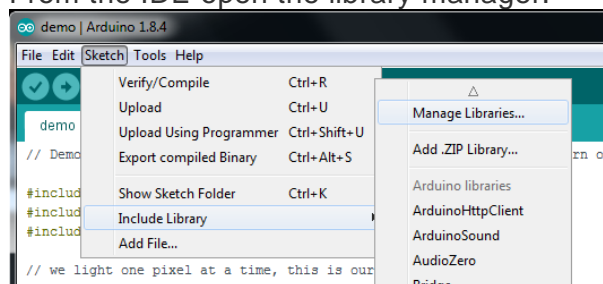 From the IDE open the library manager.
demo | Arduino 1.8.4
File Edit Sketch Tools Help
Verify/Compile Ctrl+R
Upload Ctrl+U
Upload Using Programmer Ctrl+Shift+U
Export compiled Binary Ctrl+Alt+S
Show Sketch Folder Ctrl+K
Include Library
Add File...
Manage Libraries...
Add .ZIP Library...
Arduino libraries
ArduinoHttpClient
ArduinoSound
AudioZero
Bridge
demo
// Demo
rn o
#includ
#includ
#includ
// we light one pixel at a time, this is our